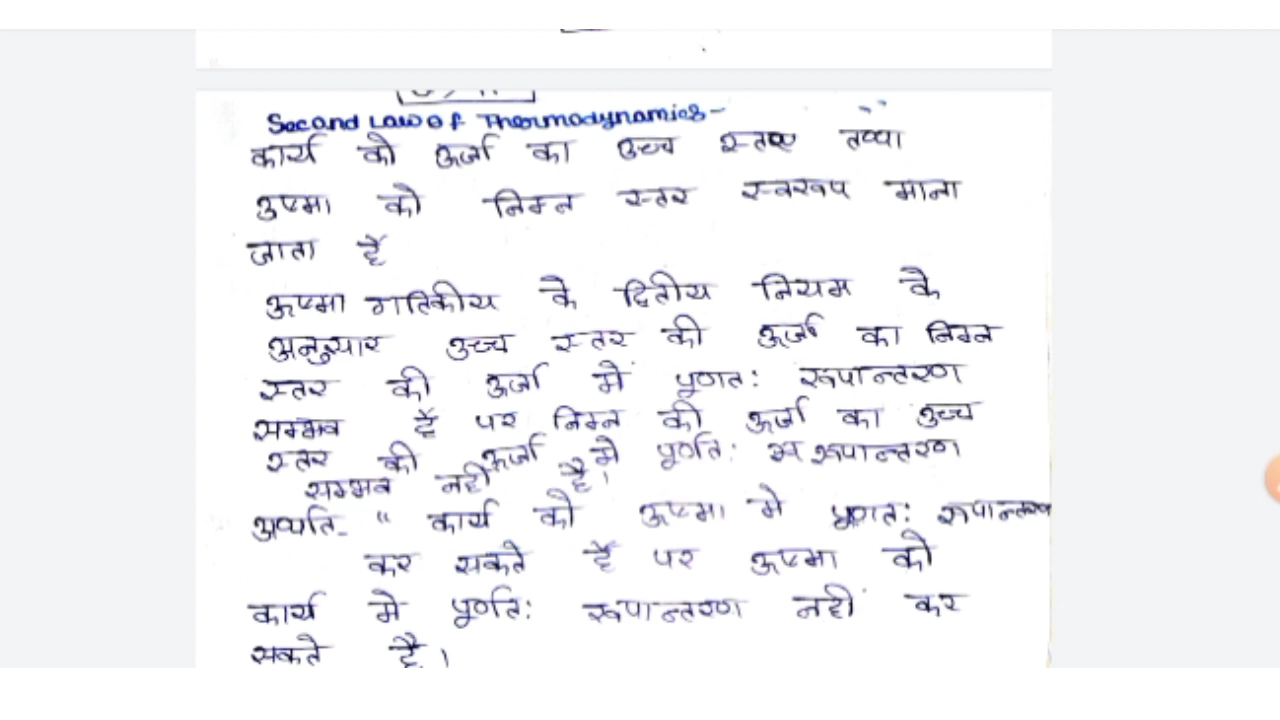 Second Law of Thermodynamics -
कार्य को ऊर्जा का उच्च स्तर तथा
उष्मा को निम्न स्तर स्वरूप माना
जाता है
ऊष्मा गतिकीय के द्वितीय नियम के
अनुसार उच्च स्तर की ऊर्जा का निम्न
स्तर की ऊर्जा में पूणत: रूपान्तरण
सम्भव है पर निम्न की ऊर्जा का उच्च
स्तर की ऊर्जा मे पूर्णत: रूपान्तरण
सम्भव नही है।
अर्थात- " कार्य को ऊष्मा मे पूणत: रूपान्तरण
कर सकते है पर ऊष्मा को
कार्य मे पूर्णत: रूपान्तरण नहीं कर
सकते है।